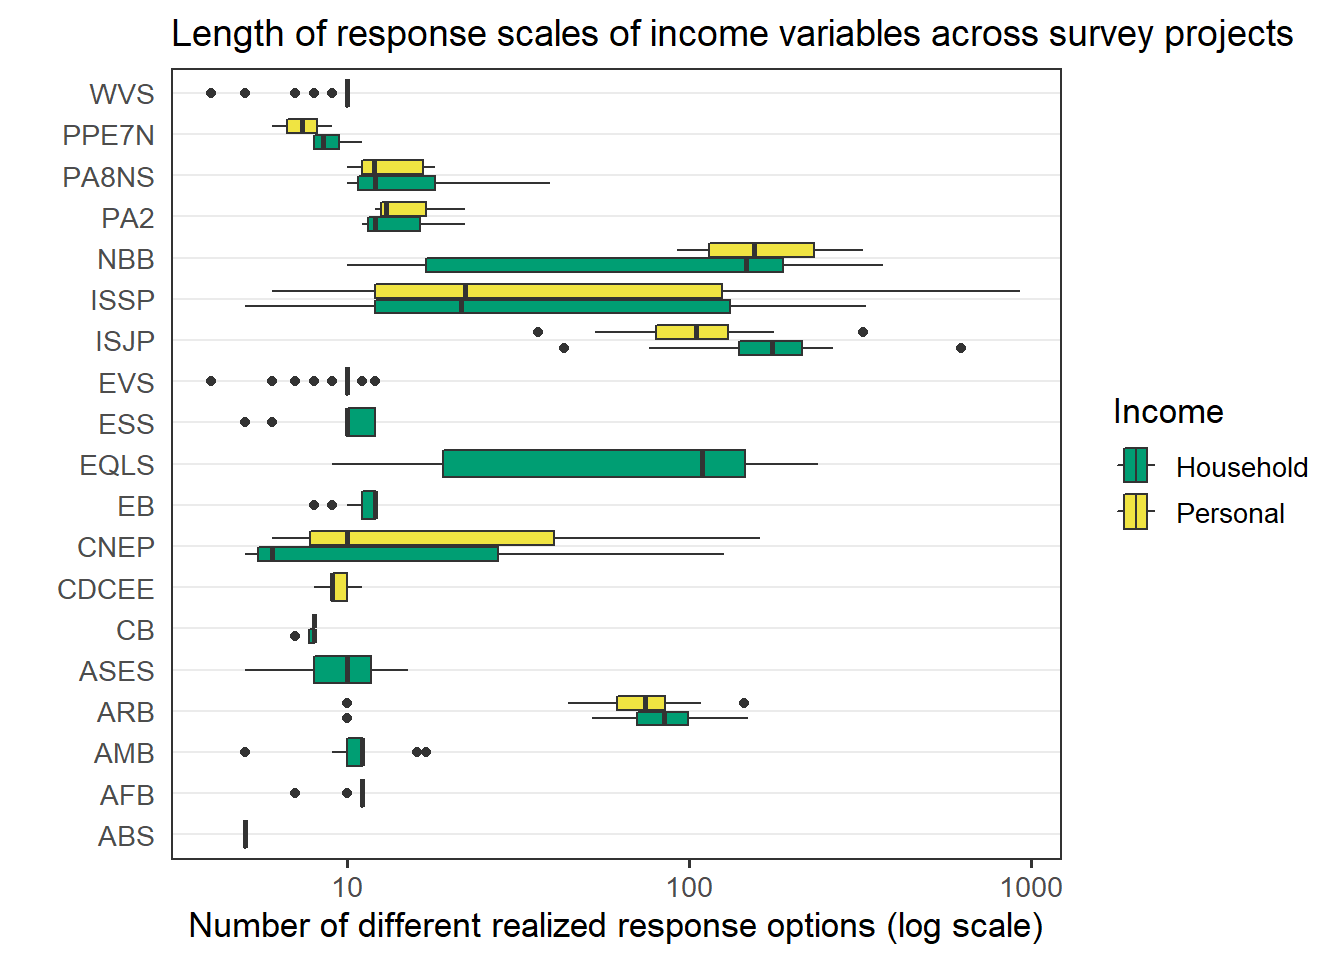 Length of response scales of income variables across survey projects
WVS
PPE7N
PA8NS
PA2
NBB
ISSP
ISJP
EVS
ESS
EQLS
EB
CNEP
CDCEE
CB
ASES
ARB
AMB
AFB
ABS
10 100 1000
Number of different realized response options (log scale)
Income
Household
Personal